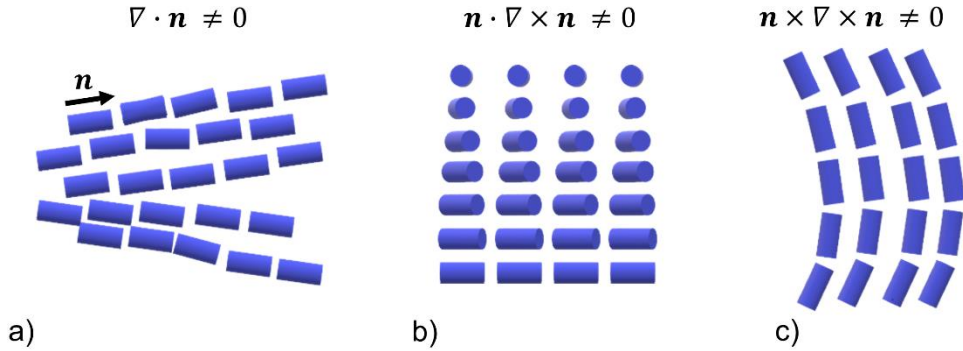 ∇ · n ≠ 0
n · ∇ × n ≠ 0
n × ∇ × n ≠ 0
n
a)
b)
c)